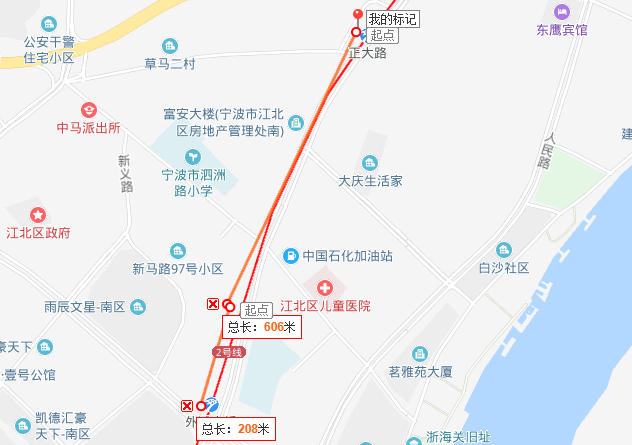 我的标记
起点
正大路
东鹰宾馆
公安干警
住宅小区
草马二村
中马派出所
富安大楼(宁波市江北
区房地产管理处南)
人民路
建
新义路
宁波市泗洲
路小学
大庆生活家
江北区政府
中国石化加油站
新马路97号小区
白沙社区
雨辰文星-南区
起点
江北区儿童医院
总长：606米
2号线
豪天下
·壹号公馆
茗雅苑大厦
凯德汇豪
天下-南区
外
总长：208米
浙海关旧址